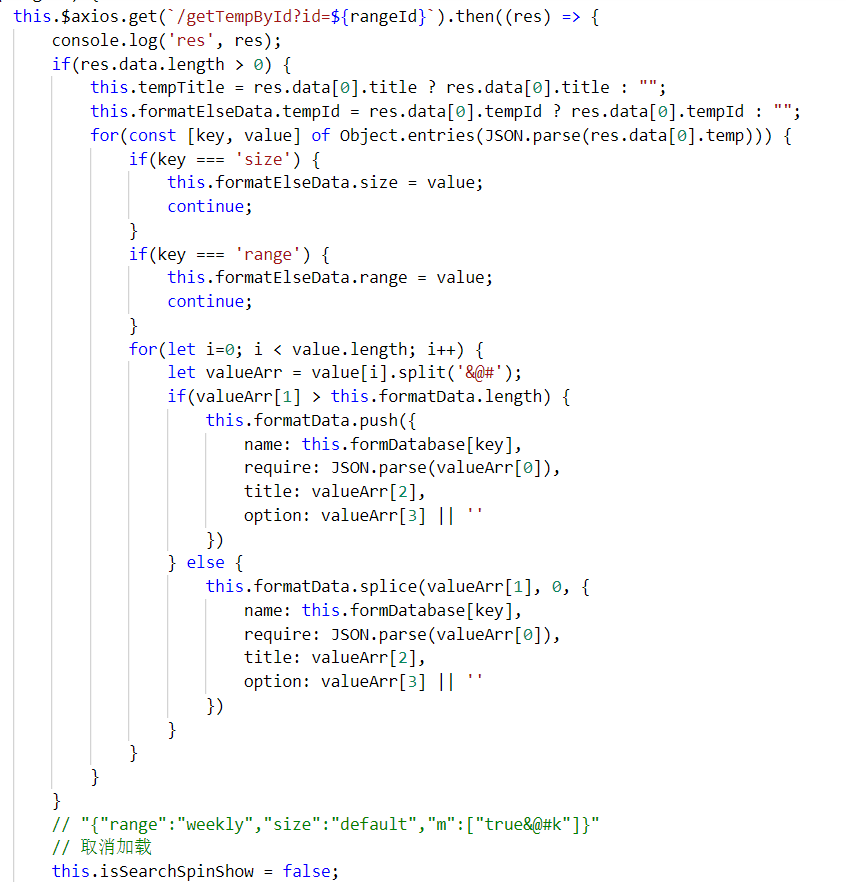 this.$axios.get(`/getTempById?id=${rangeId}`).then((res) => {
console.log('res', res);
if(res.data.length > 0) {
this.tempTitle = res.data[0].title ? res.data[0].title : "";
this.formatElseData.tempId = res.data[0].tempId ? res.data[0].tempId : "";
for(const [key, value] of Object.entries(JSON.parse(res.data[0].temp))) {
if(key === 'size') {
this.formatElseData.size = value;
continue;
}
if(key === 'range') {
this.formatElseData.range = value;
continue;
}
for(let i=0; i < value.length; i++) {
let valueArr = value[i].split('&@#');
if(valueArr[1] > this.formatData.length) {
this.formatData.push({
name: this.formDatabase[key],
require: JSON.parse(valueArr[0]),
title: valueArr[2],
option: valueArr[3] || ''
})
} else {
this.formatData.splice(valueArr[1], 0, {
name: this.formDatabase[key],
require: JSON.parse(valueArr[0]),
title: valueArr[2],
option: valueArr[3] || ''
})
}
}
}
}
// "{"range":"weekly","size":"default","m":["true&@#k"]}"
// 取消加载
this.isSearchSpinShow = false;